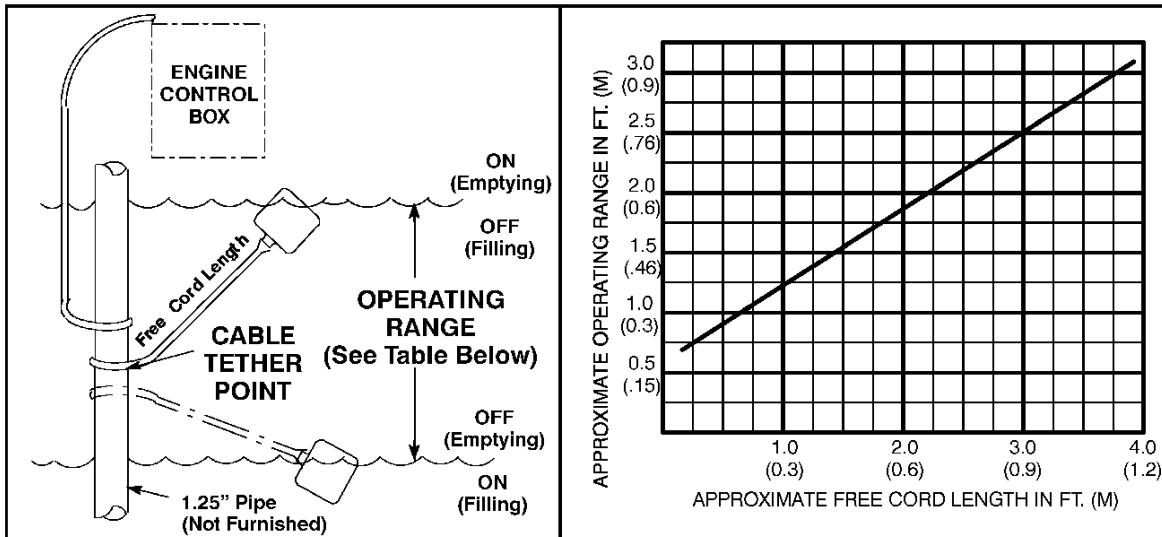 ENGINE
CONTROL
BOX
ON
(Emptying)
OFF
(Filling)
Free Cord Length
OPERATING
RANGE
(See Table Below)
CABLE
TETHER
POINT
OFF
(Emptying)
ON
(Filling)
1.25” Pipe
(Not Furnished)
APPROXIMATE OPERATING RANGE IN FT. (M)
3.0
(0.9)
2.5
(.76)
2.0
(0.6)
1.5
(.46)
1.0
(0.3)
0.5
(.15)
1.0 2.0 3.0 4.0
(0.3) (0.6) (0.9) (1.2)
APPROXIMATE FREE CORD LENGTH IN FT. (M)